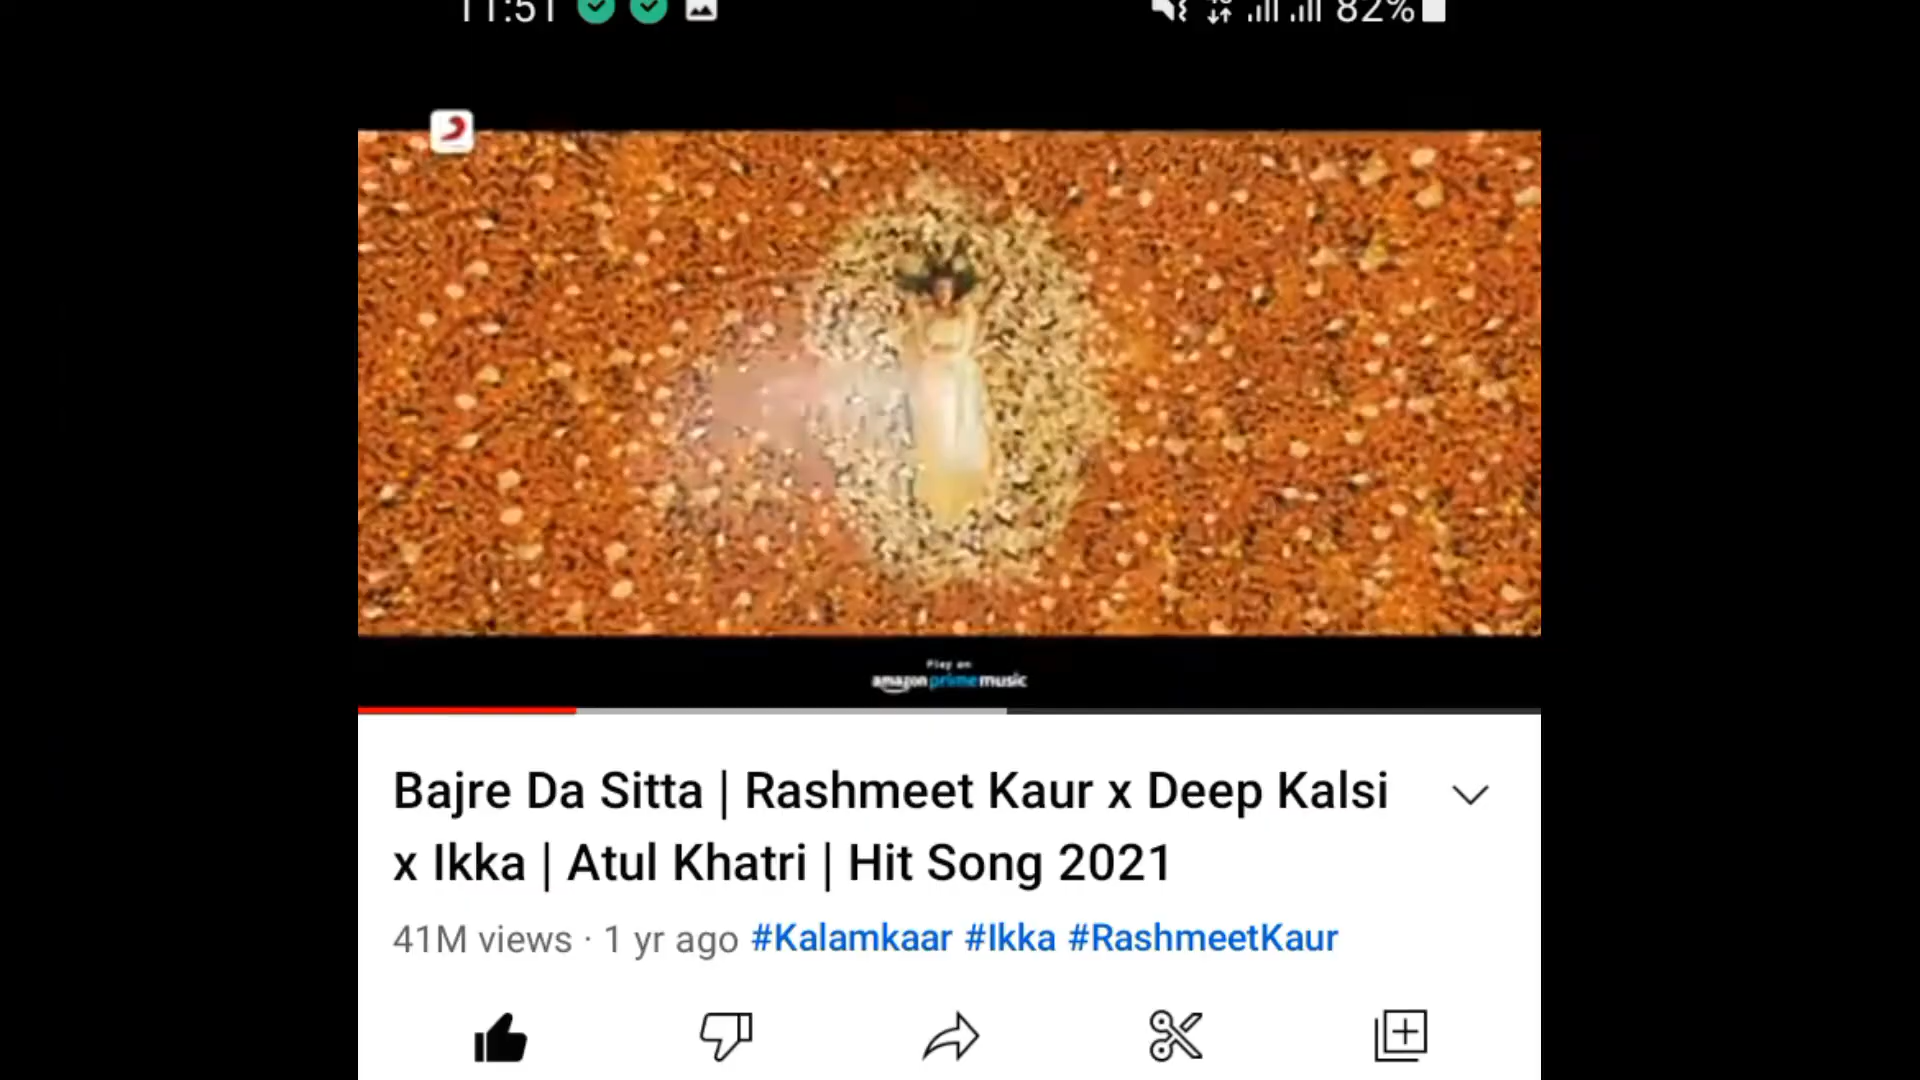 11:51 82%
Play on
amazon prime music
Bajre Da Sitta | Rashmeet Kaur x Deep Kalsi
x Ikka | Atul Khatri | Hit Song 2021
41M views · 1 yr ago #Kalamkaar #Ikka #RashmeetKaur